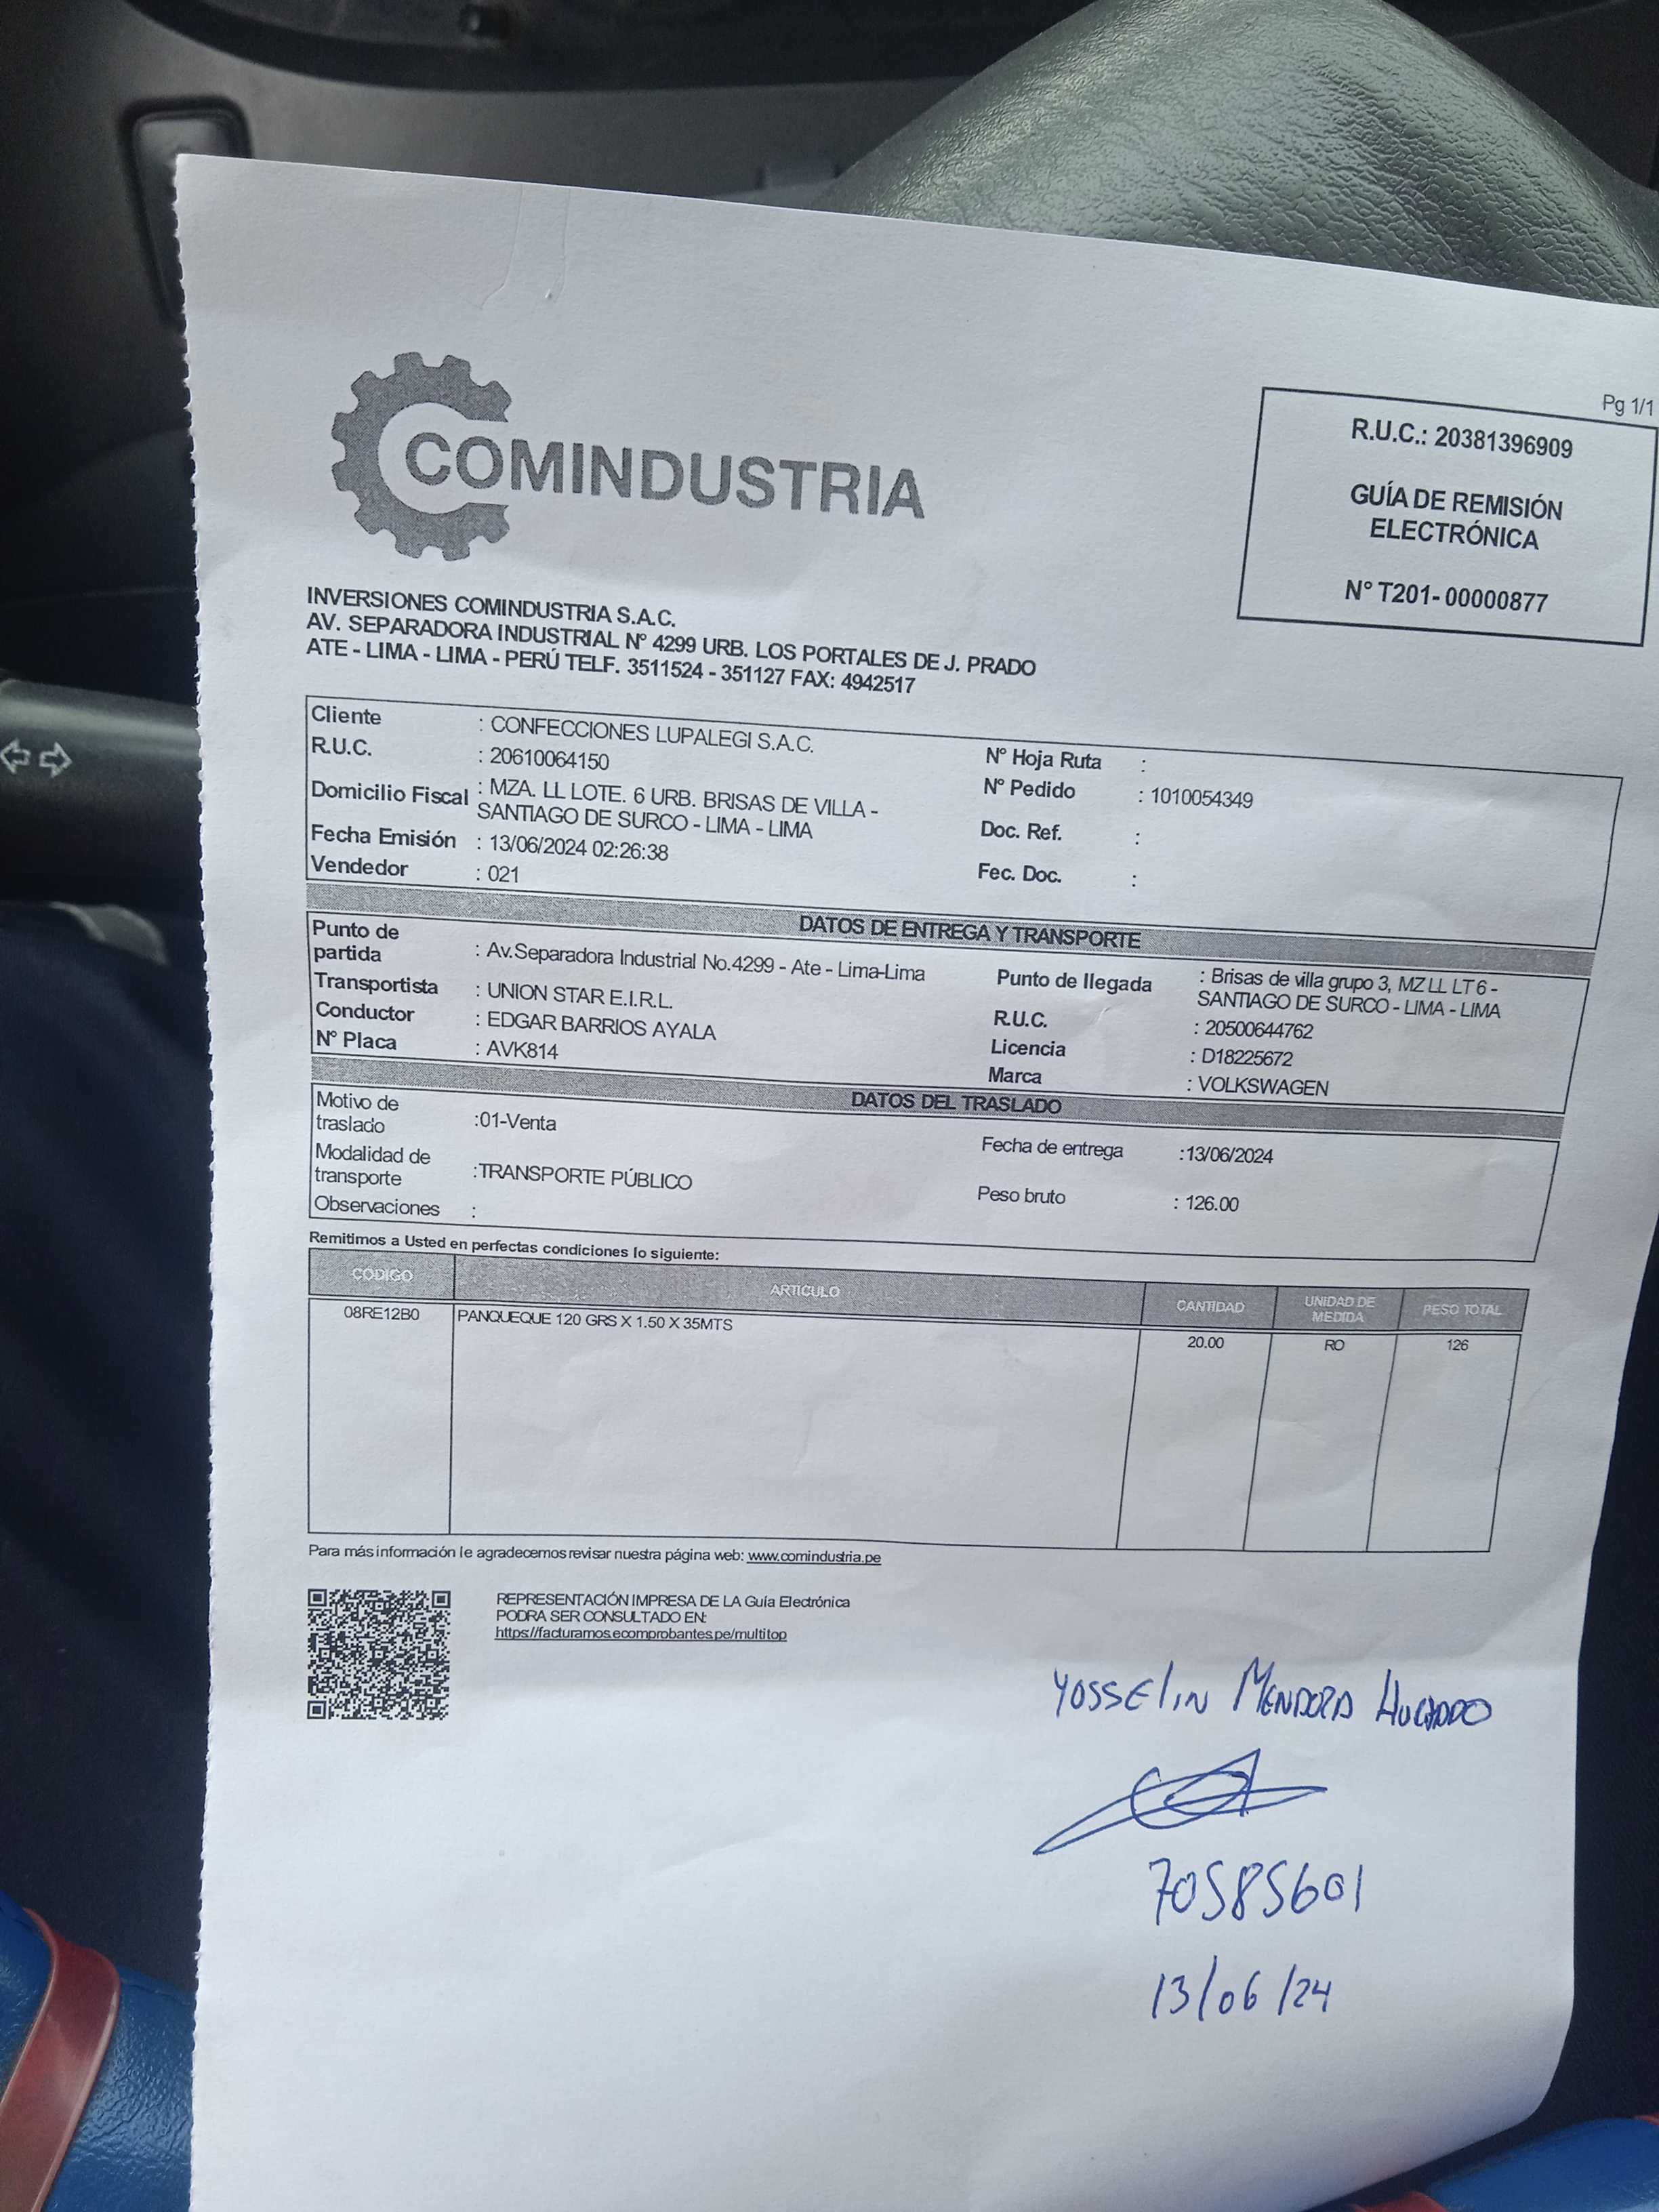 Pg 1/1
COMINDUSTRIA
R.U.C.: 20381396909
GUÍA DE REMISIÓN
ELECTRÓNICA
N° T201- 00000877
INVERSIONES COMINDUSTRIA S.A.C.
AV. SEPARADORA INDUSTRIAL N° 4299 URB. LOS PORTALES DE J. PRADO
ATE - LIMA - LIMA - PERÚ TELF. 3511524 - 351127 FAX: 4942517
Cliente : CONFECCIONES LUPALEGI S.A.C.
R.U.C. : 20610064150
Domicilio Fiscal : MZA. LL LOTE. 6 URB. BRISAS DE VILLA -
SANTIAGO DE SURCO - LIMA - LIMA
Fecha Emisión : 13/06/2024 02:26:38
Vendedor : 021
N° Hoja Ruta :
N° Pedido : 1010054349
Doc. Ref. :
Fec. Doc. :
DATOS DE ENTREGA Y TRANSPORTE
Punto de
partida : Av.Separadora Industrial No.4299 - Ate - Lima-Lima
Transportista : UNION STAR E.I.R.L.
Conductor : EDGAR BARRIOS AYALA
N° Placa : AVK814
Punto de llegada : Brisas de villa grupo 3, MZ LL LT 6 -
SANTIAGO DE SURCO - LIMA - LIMA
R.U.C. : 20500644762
Licencia : D18225672
Marca : VOLKSWAGEN
DATOS DEL TRASLADO
Motivo de
traslado :01-Venta
Modalidad de
transporte :TRANSPORTE PÚBLICO
Observaciones :
Fecha de entrega :13/06/2024
Peso bruto : 126.00
Remitimos a Usted en perfectas condiciones lo siguiente:
CÓDIGO ARTICULO CANTIDAD UNIDAD DE MEDIDA PESO TOTAL
08RE12B0 PANQUEQUE 120 GRS X 1.50 X 35MTS 20.00 RO 126
Para más información le agradecemos revisar nuestra página web: www.comindustria.pe
REPRESENTACIÓN IMPRESA DE LA Guía Electrónica
PODRA SER CONSULTADO EN:
https://facturamos.ecomprobantes.pe/multitop
YOSSELIN MENDOZA
70585601
13/06/24